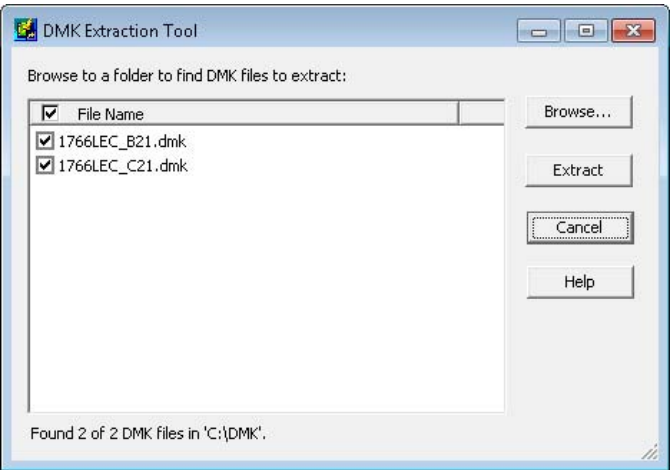 DMK Extraction Tool
Browse to a folder to find DMK files to extract:
File Name
Browse...
1766LEC_B21.dmk
1766LEC_C21.dmk
Extract
Cancel
Help
Found 2 of 2 DMK files in 'C:\DMK'.